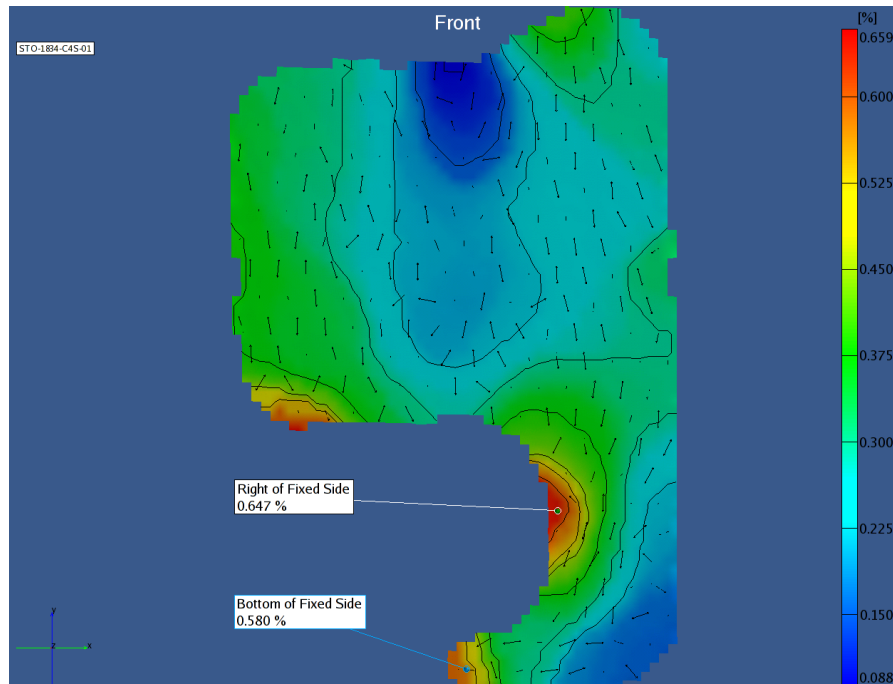 Front
[%]
STO-1834-C4S-01
0.659
0.600
0.525
0.450
0.375
0.300
0.225
0.150
0.088
Right of Fixed Side
0.647 %
Bottom of Fixed Side
0.580 %
y
z
x